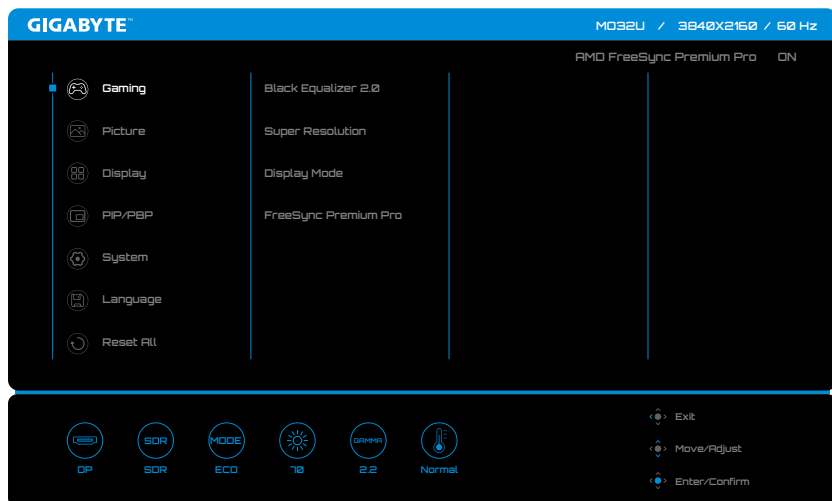 GIGABYTE™ MO32U / 3840X2160 / 60 Hz
AMD FreeSync Premium Pro ON
Gaming Black Equalizer 2.0
Picture Super Resolution
Display Display Mode
PIP/PBP FreeSync Premium Pro
System
Language
Reset All
SDR MODE GAMMA
DP SDR ECO 70 2.2 Normal
Exit
Move/Adjust
Enter/Confirm